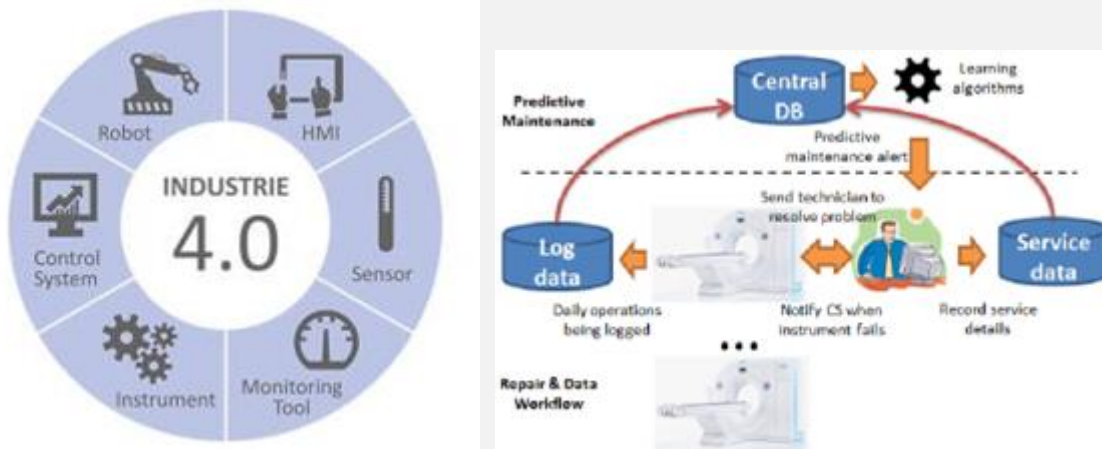 Robot
HMI
INDUSTRIE
4.0
Control
System
Sensor
Instrument
Monitoring
Tool
Predictive
Maintenance
Central
DB
Learning
algorithms
Predictive
maintenance alert
Send technician to
resolve problem
Log
data
Service
data
Daily operations
being logged
Notify CS when
instrument fails
Record service
details
...
Repair & Data
Workflow